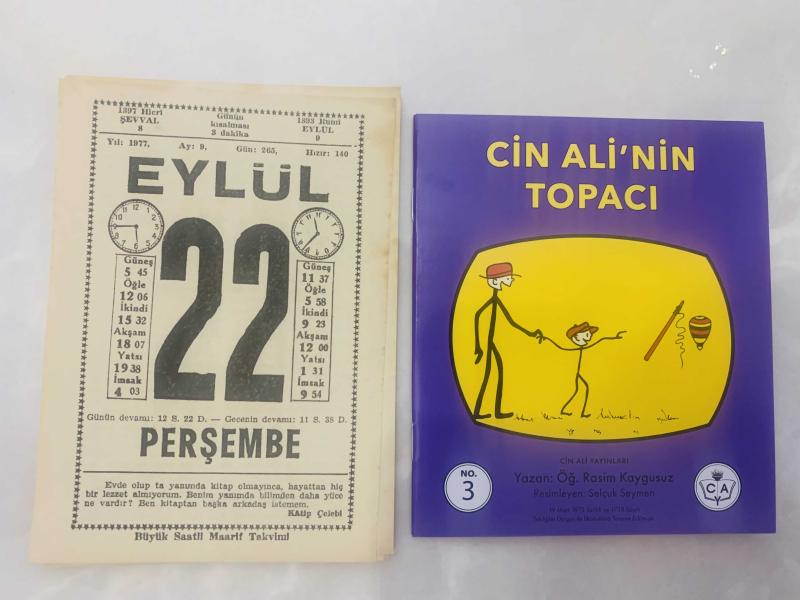 1397 Hicri
ŞEVVAL
8
Günün
kısalması
3 dakika
1393 Rumi
EYLÜL
9
Yıl: 1977, Ay: 9, Gün: 265, Hızır: 140
EYLÜL
22
Güneş
5 45
Öğle
12 06
İkindi
15 32
Akşam
18 07
Yatsı
19 38
İmsak
4 03
Güneş
11 37
Öğle
5 58
İkindi
9 23
Akşam
12 00
Yatsı
1 31
İmsak
9 54
Günün devamı: 12 S. 22 D. — Gecenin devamı: 11 S. 38 D.
PERŞEMBE
Evde olup ta yanımda kitap olmayınca, hayattan hiç
bir lezzet almıyorum. Benim yanımda bilimden daha yüce
ne vardır? Ben kitaptan başka arkadaş istemem.
Kâtip Çelebi
Büyük Saatli Maarif Takvimi
CİN ALİ'NİN
TOPACI
CİN ALİ YAYINLARI
Yazan: Öğ. Rasim Kaygusuz
Resimleyen: Selçuk Seymen
NO.
3
CA